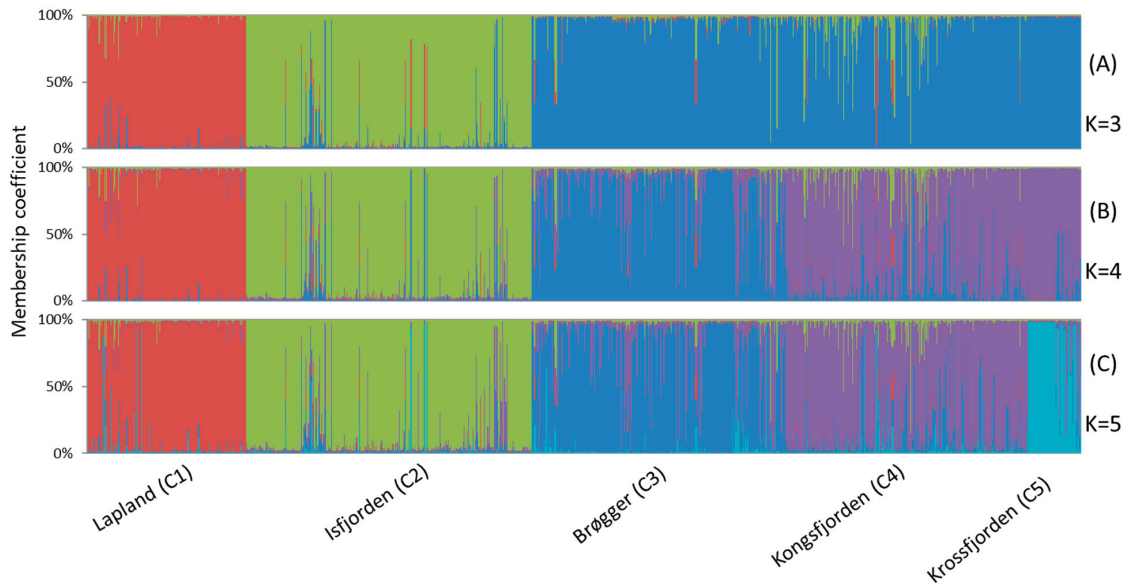 100%
50%
0%
(A)
K=3
100%
50%
0%
(B)
K=4
100%
50%
0%
(C)
K=5
Membership coefficient
Lapland (C1)
Isfjorden (C2)
Brøgger (C3)
Kongsfjorden (C4)
Krossfjorden (C5)